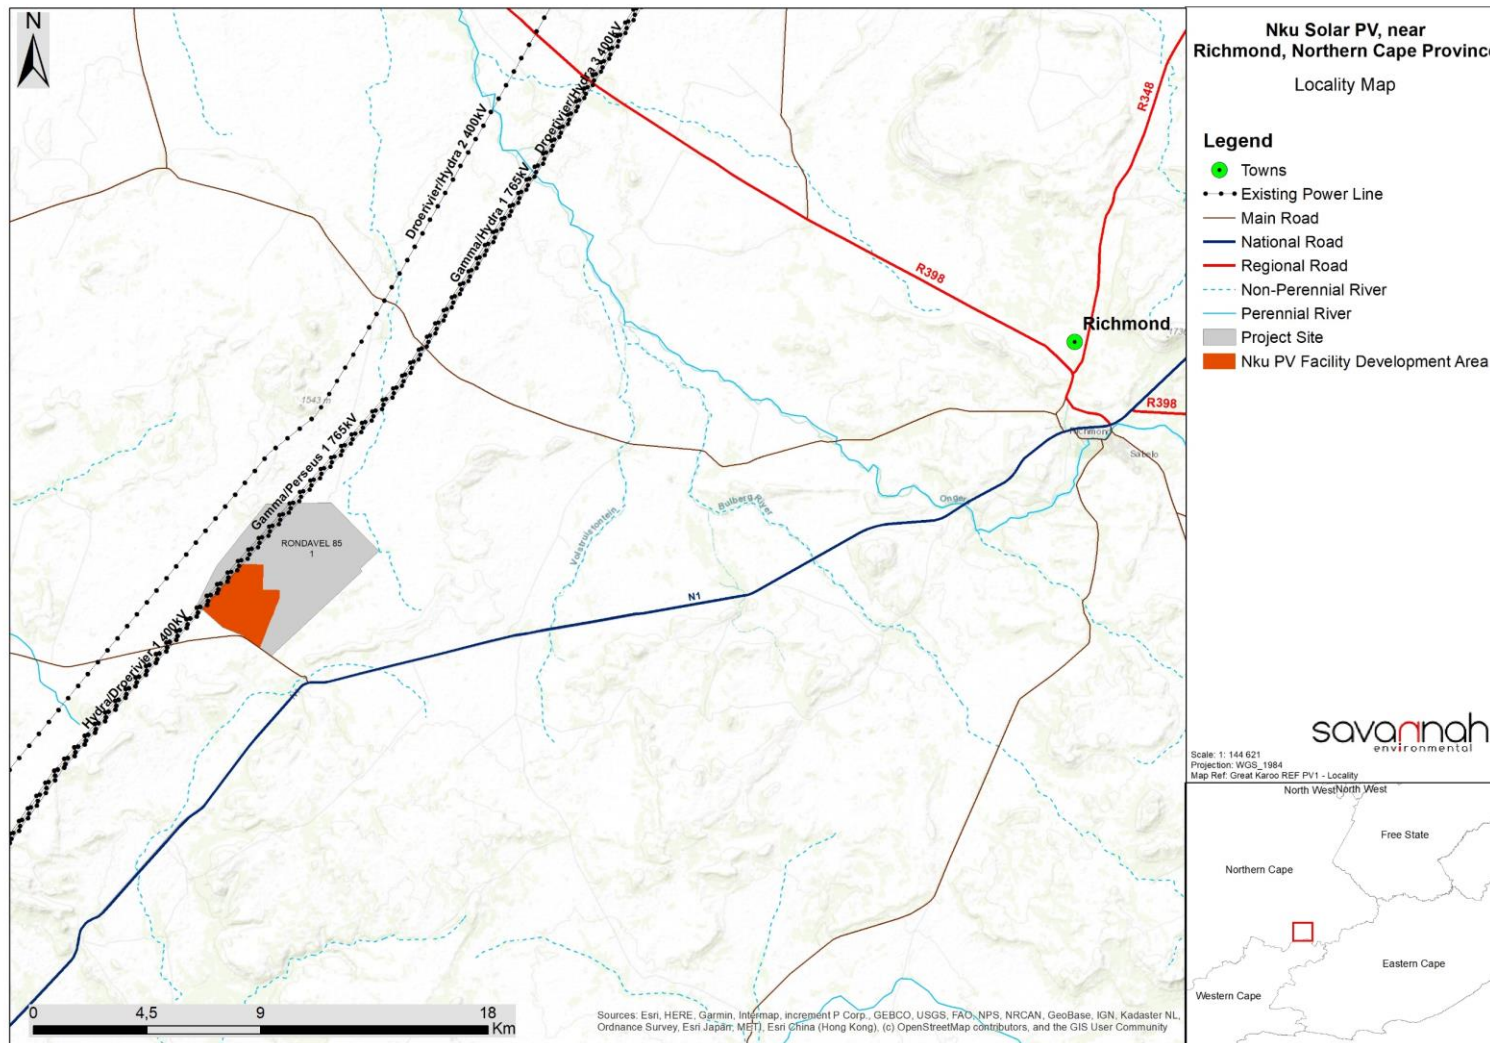 N
Nku Solar PV, near
Richmond, Northern Cape Province
Locality Map
Legend
Towns
Existing Power Line
Main Road
National Road
Regional Road
Non-Perennial River
Perennial River
Project Site
Nku PV Facility Development Area
Droerivier/Hydra 3 400kV
Droerivier/Hydra 2 400kV
Gamma/Hydra 1 765kV
R348
R398
Richmond
1543 m
R398
Richmond
Sabelo
Gamma/Perseus 1 765kV
Onger
Bulberg River
RONDAVEL 85
1
N1
Hydra/Droerivier 1 400kV
savannah
environmental
Scale: 1: 144 621
Projection: WGS_1984
Map Ref: Great Karoo REF PV1 - Locality
North West
North West
Free State
Northern Cape
Eastern Cape
Western Cape
0 4,5 9 18
Km
Sources: Esri, HERE, Garmin, Intermap, increment P Corp., GEBCO, USGS, FAO, NPS, NRCAN, GeoBase, IGN, Kadaster NL,
Ordnance Survey, Esri Japan, METI, Esri China (Hong Kong), (c) OpenStreetMap contributors, and the GIS User Community